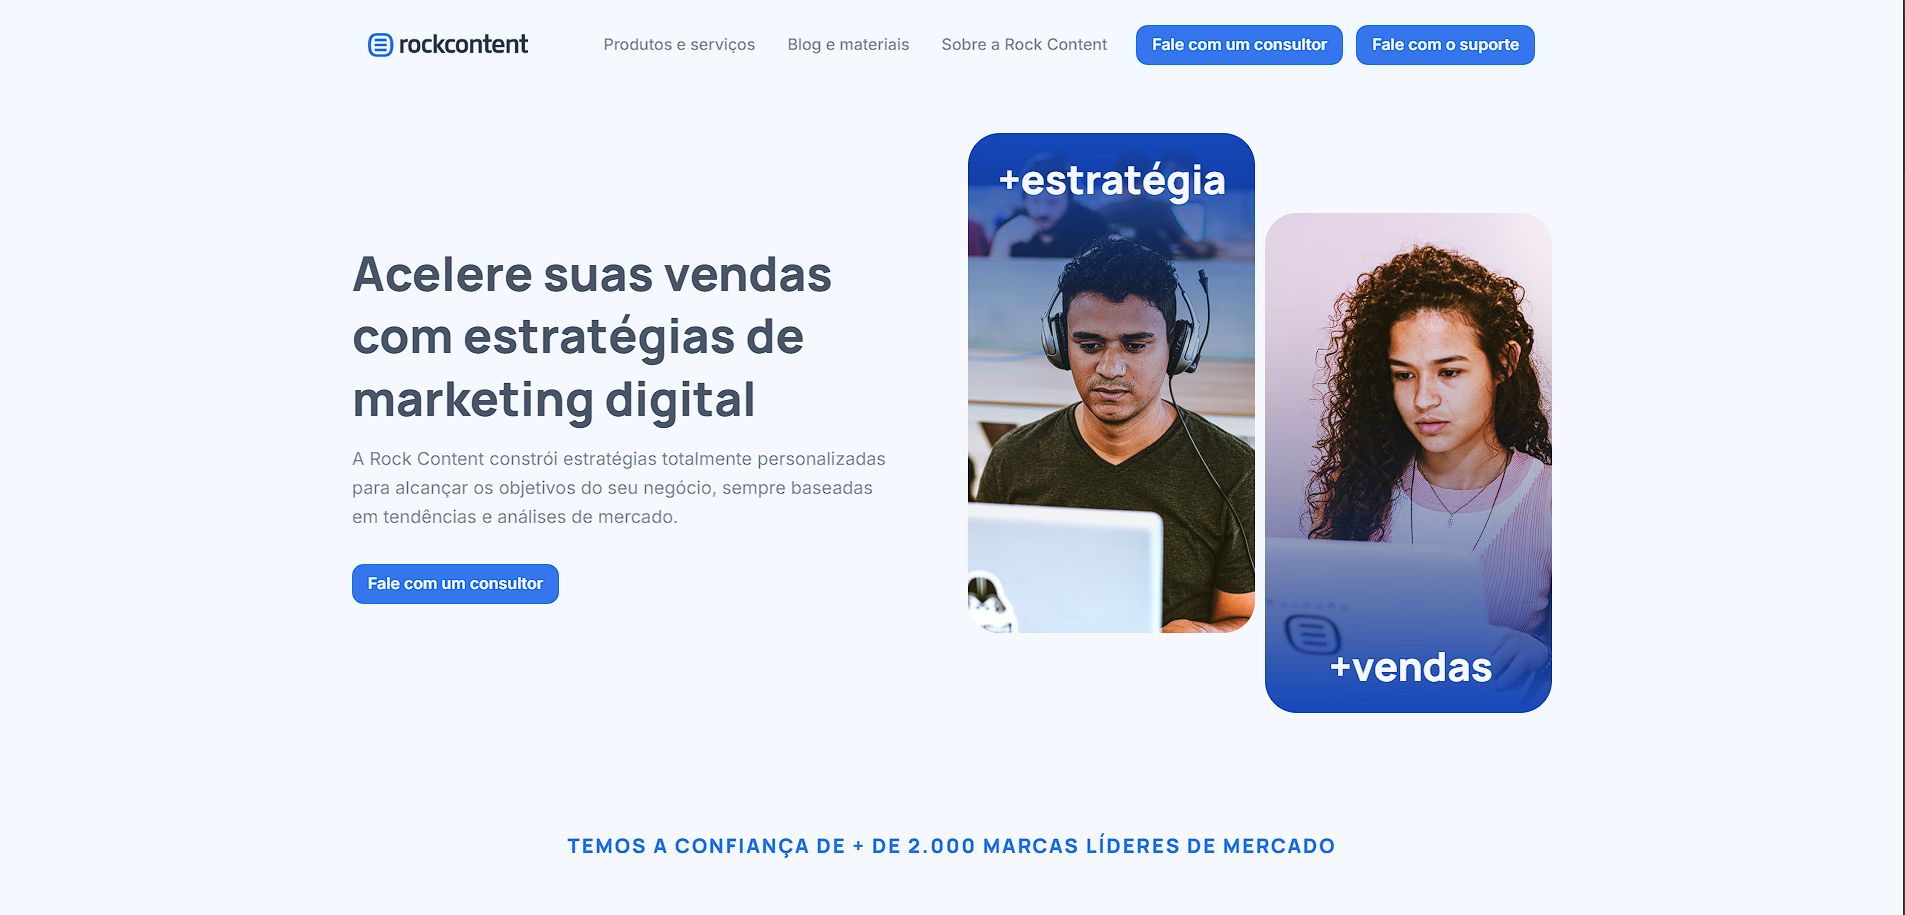 rockcontent
Produtos e serviços
Blog e materiais
Sobre a Rock Content
Fale com um consultor
Fale com o suporte
Acelere suas vendas
com estratégias de
marketing digital
A Rock Content constrói estratégias totalmente personalizadas
para alcançar os objetivos do seu negócio, sempre baseadas
em tendências e análises de mercado.
Fale com um consultor
+estratégia
+vendas
TEMOS A CONFIANÇA DE + DE 2.000 MARCAS LÍDERES DE MERCADO